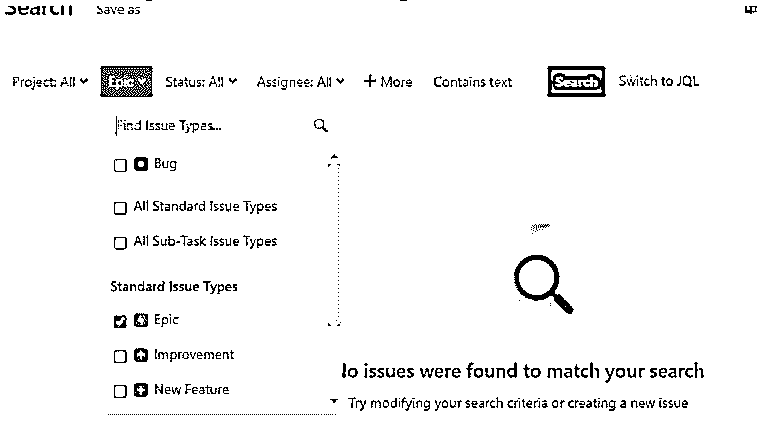 Search Save as
Project: All Epic Status: All Assignee: All + More Contains text Search Switch to JQL
Find Issue Types...
Bug
All Standard Issue Types
All Sub-Task Issue Types
Standard Issue Types
Epic
Improvement
New Feature
lo issues were found to match your search
Try modifying your search criteria or creating a new issue